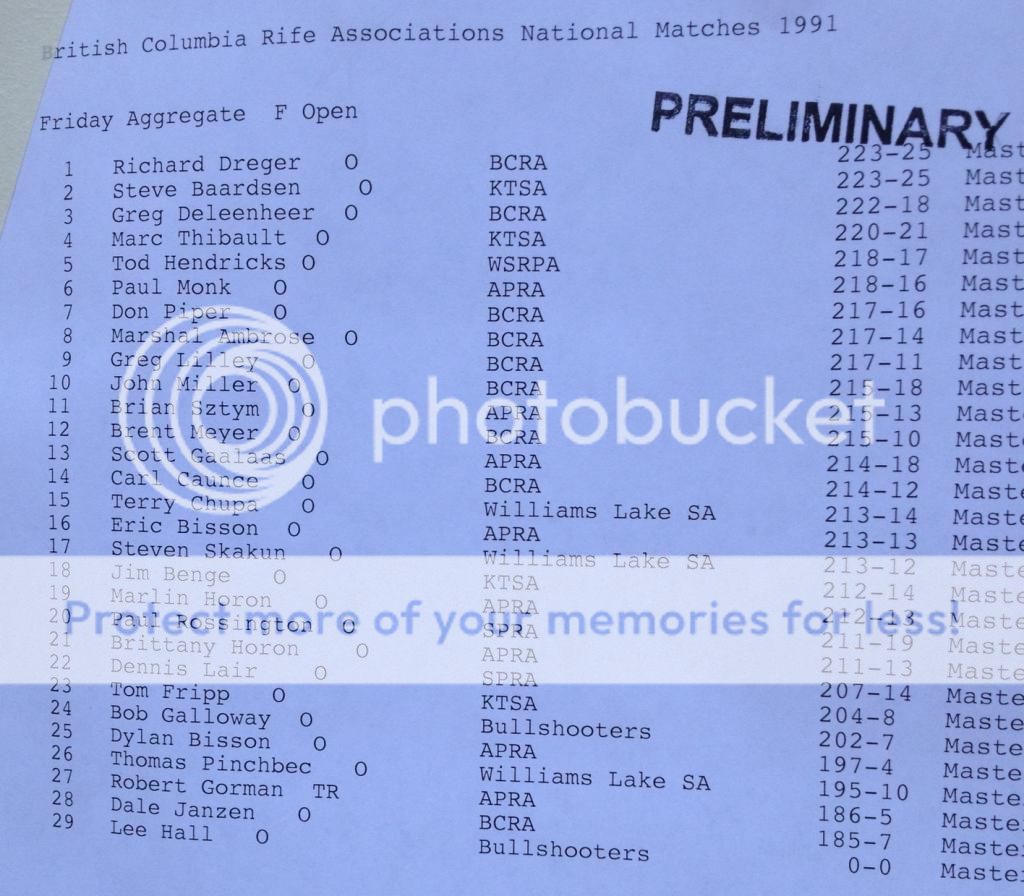 British Columbia Rife Associations National Matches 1991
PRELIMINARY
Friday Aggregate F Open
1 Richard Dreger O BCRA 223-25 Mast
2 Steve Baardsen O KTSA 223-25 Mast
3 Greg Deleenheer O BCRA 222-18 Mast
4 Marc Thibault O KTSA 220-21 Mast
5 Tod Hendricks O WSRPA 218-17 Mast
6 Paul Monk O APRA 218-16 Mast
7 Don Piper O BCRA 217-16 Mast
8 Marshal Ambrose O BCRA 217-14 Mast
9 Greg Lilley O BCRA 217-11 Mast
10 John Miller O BCRA 215-18 Mast
11 Brian Sztym O APRA 215-13 Mast
12 Brent Meyer O BCRA 215-10 Maste
13 Scott Gaalaas O APRA 214-18 Maste
14 Carl Caunce O BCRA 214-12 Maste
15 Terry Chupa O Williams Lake SA 213-14 Maste
16 Eric Bisson O APRA 213-13 Maste
17 Steven Skakun O Williams Lake SA 213-12 Maste
18 Jim Benge O KTSA 212-14 Maste
19 Marlin Horon O APRA 212-13 Maste
20 Paul Rossington O SPRA 211-19 Maste
21 Brittany Horon O APRA 211-13 Maste
22 Dennis Lair O SPRA 207-14 Maste
23 Tom Fripp O KTSA 204-8 Maste
24 Bob Galloway O Bullshooters 202-7 Maste
25 Dylan Bisson O APRA 197-4 Maste
26 Thomas Pinchbec O Williams Lake SA 195-10 Maste
27 Robert Gorman TR APRA 186-5 Maste
28 Dale Janzen O BCRA 185-7 Maste
29 Lee Hall O Bullshooters 0-0 Maste
photobucket
Protect more of your memories for less!